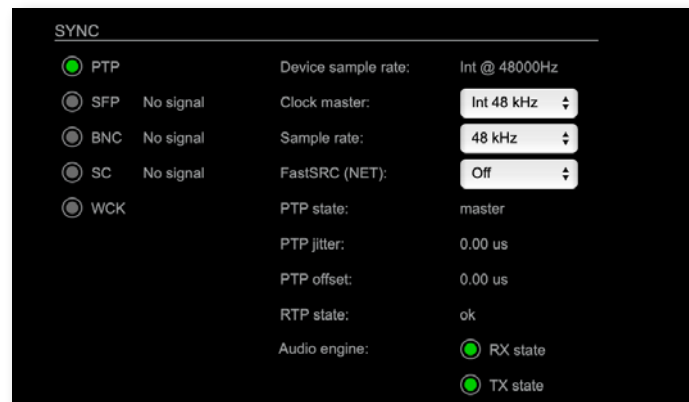 SYNC
PTP Device sample rate: Int @ 48000Hz
SFP No signal Clock master: Int 48 kHz
BNC No signal Sample rate: 48 kHz
SC No signal FastSRC (NET): Off
WCK PTP state: master
PTP jitter: 0.00 us
PTP offset: 0.00 us
RTP state: ok
Audio engine: RX state
TX state